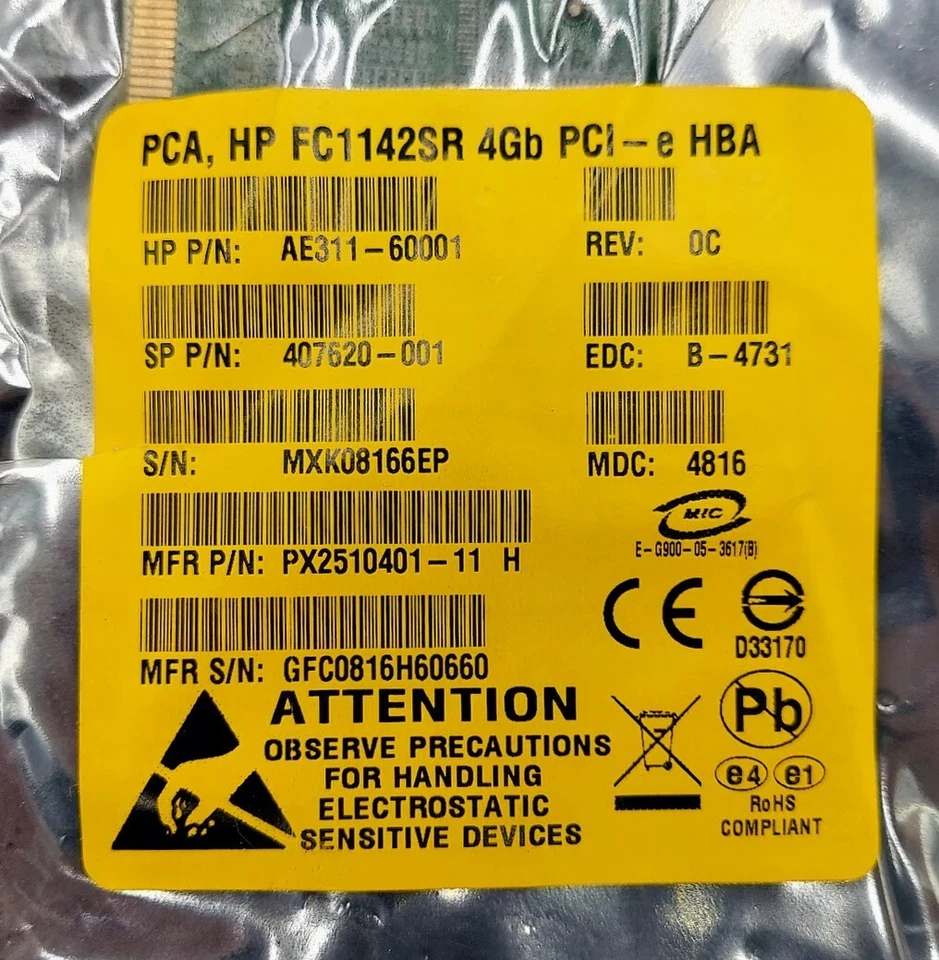 PCA, HP FC1142SR 4Gb PCI-e HBA
HP P/N: AE311-60001 REV: 0C
SP P/N: 407620-001 EDC: B-4731
S/N: MXK08166EP MDC: 4816
MIC
MFR P/N: PX2510401-11 H E-G900-05-3617(B)
CE
D33170
MFR S/N: GFC0816H60660
ATTENTION
OBSERVE PRECAUTIONS
FOR HANDLING
ELECTROSTATIC
SENSITIVE DEVICES
Pb
e4 e1
RoHS
COMPLIANT